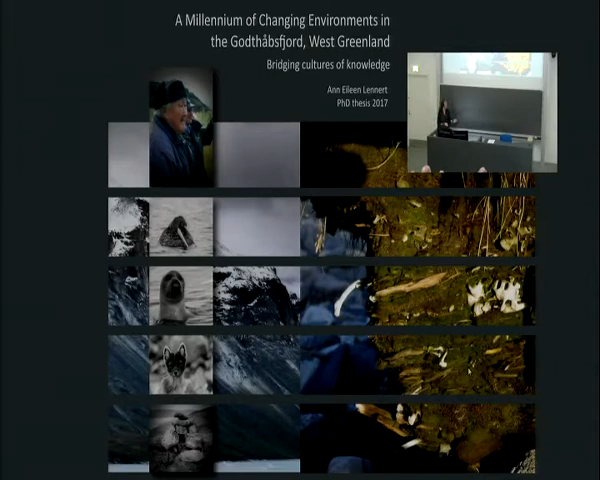 A Millennium of Changing Environments in
the Godthåbsfjord, West Greenland
Bridging cultures of knowledge
Ann Eileen Lennert
PhD thesis 2017